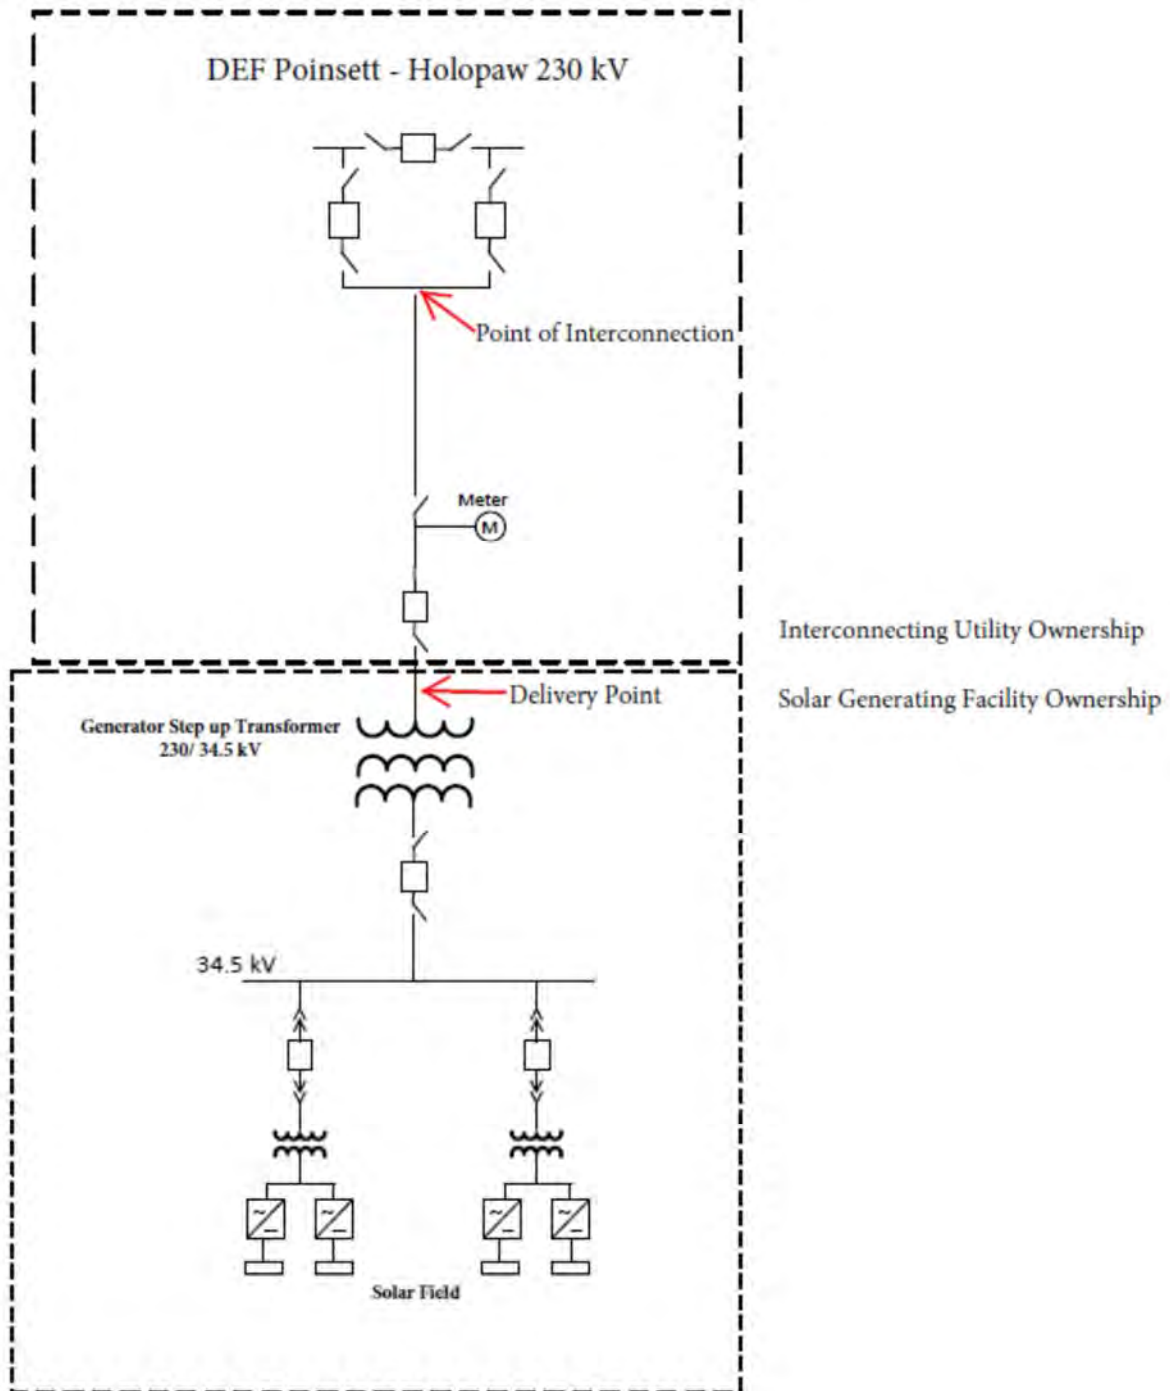 DEF Poinsett - Holopaw 230 kV
Point of Interconnection
Meter
M
Interconnecting Utility Ownership
Delivery Point
Solar Generating Facility Ownership
Generator Step up Transformer
230/ 34.5 kV
34.5 kV
Solar Field